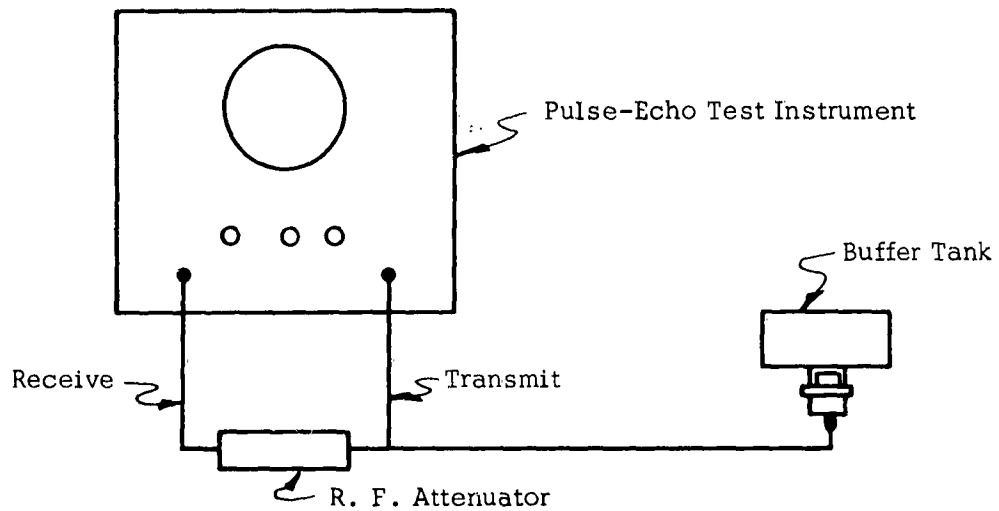 Pulse-Echo Test Instrument
Buffer Tank
Receive
Transmit
R. F. Attenuator